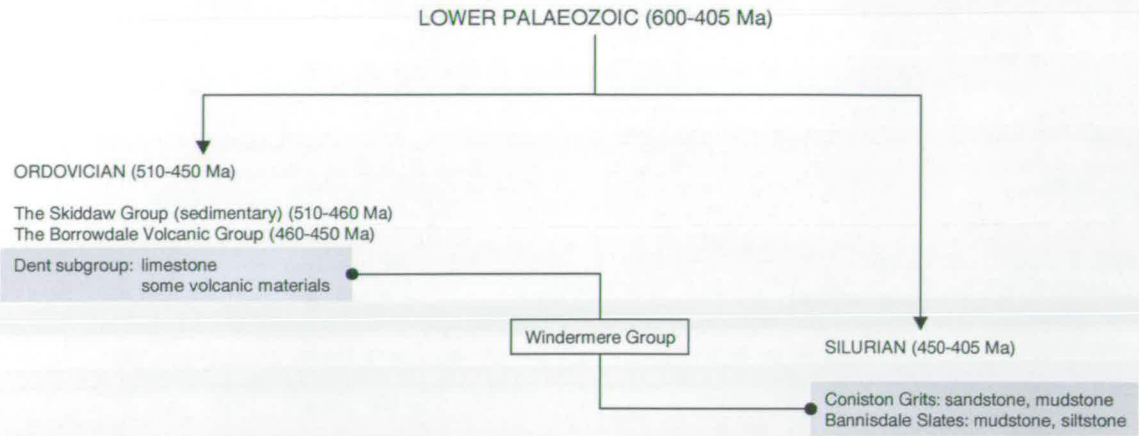 LOWER PALAEOZOIC (600-405 Ma)
ORDOVICIAN (510-450 Ma)
The Skiddaw Group (sedimentary) (510-460 Ma)
The Borrowdale Volcanic Group (460-450 Ma)
Dent subgroup: limestone
some volcanic materials
Windermere Group
SILURIAN (450-405 Ma)
Coniston Grits: sandstone, mudstone
Bannisdale Slates: mudstone, siltstone